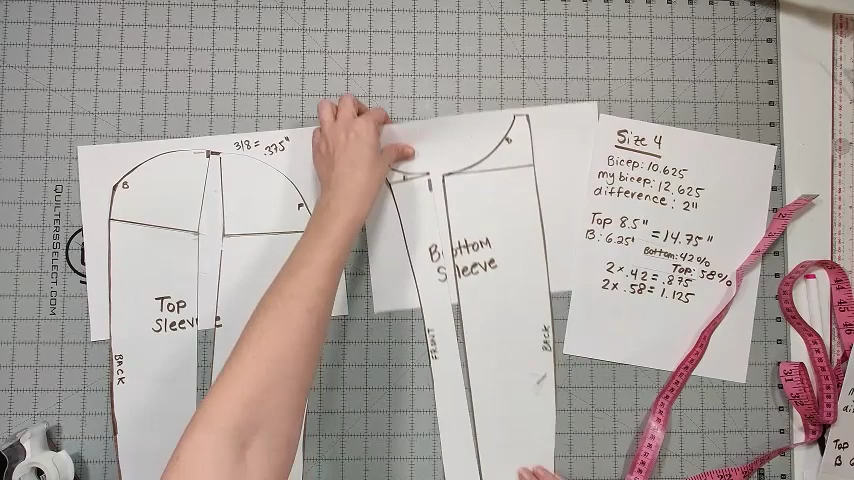 QUILTERSSELECT.COM
3/8 = .375"
B
F
Top
Sleeve
BACK
B
Bottom
Sleeve
FRONT
BACK
Size 4
Bicep: 10.625
my bicep: 12.625
difference: 2"
Top 8.5" = 14.75"
B: 6.25"
Bottom: 42%
Top: 58%
2 x .42 = .875
2 x .58 = 1.125
Top
B